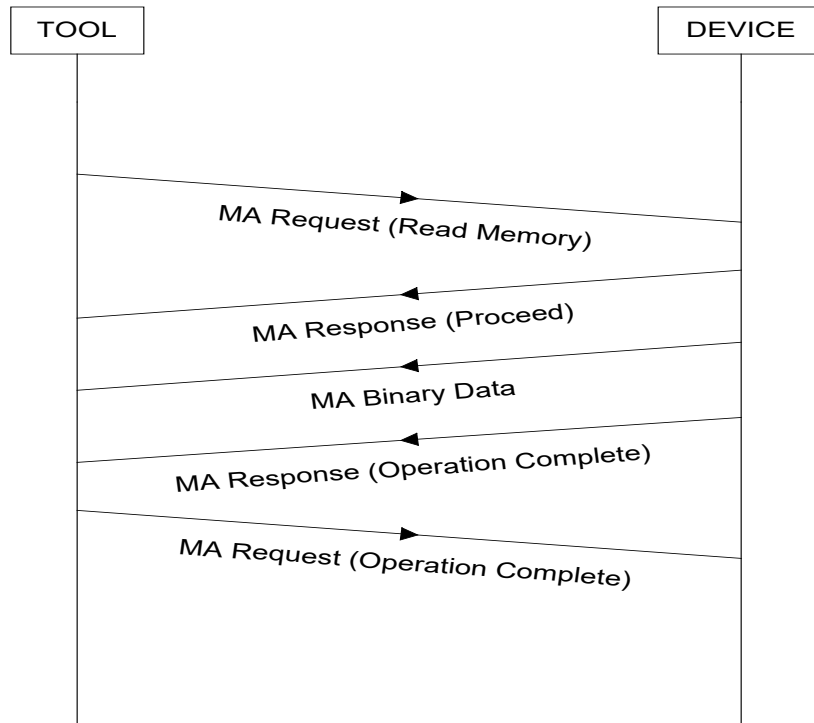 TOOL
DEVICE
MA Request (Read Memory)
MA Response (Proceed)
MA Binary Data
MA Response (Operation Complete)
MA Request (Operation Complete)